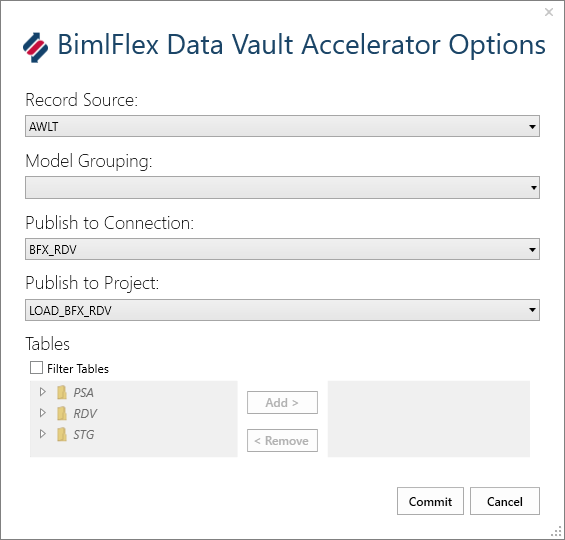 BimlFlex Data Vault Accelerator Options
Record Source:
AWLT
Model Grouping:
Publish to Connection:
BFX_RDV
Publish to Project:
LOAD_BFX_RDV
Tables
Filter Tables
PSA
RDV
STG
Add >
< Remove
Commit
Cancel